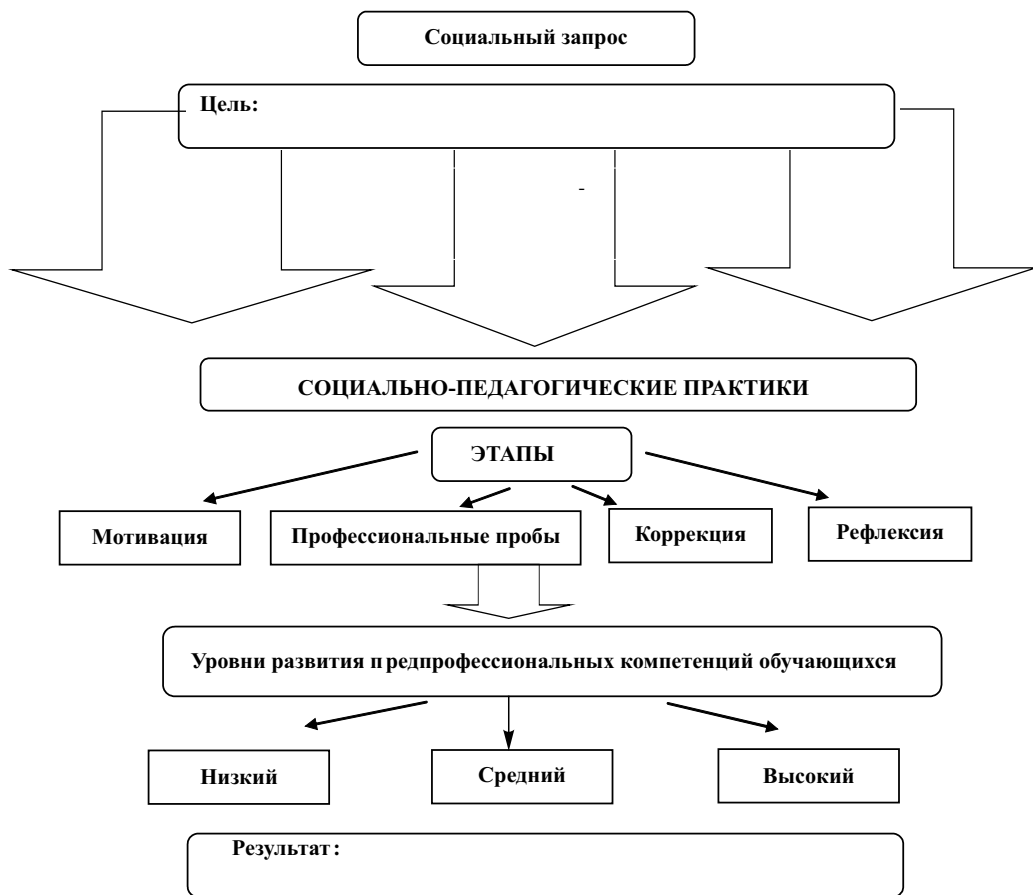 Социальный запрос
Цель:
-
СОЦИАЛЬНО-ПЕДАГОГИЧЕСКИЕ ПРАКТИКИ
ЭТАПЫ
Мотивация
Профессиональные пробы
Коррекция
Рефлексия
Уровни развития предпрофессиональных компетенций обучающихся
Низкий
Средний
Высокий
Результат: